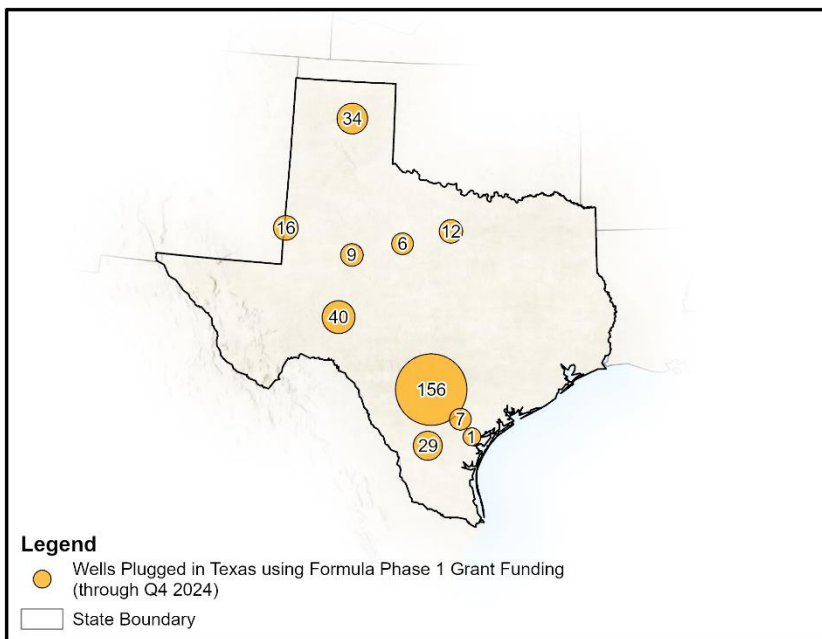 34
16
12
6
9
40
156
7
1
29
Legend
Wells Plugged in Texas using Formula Phase 1 Grant Funding
(through Q4 2024)
State Boundary